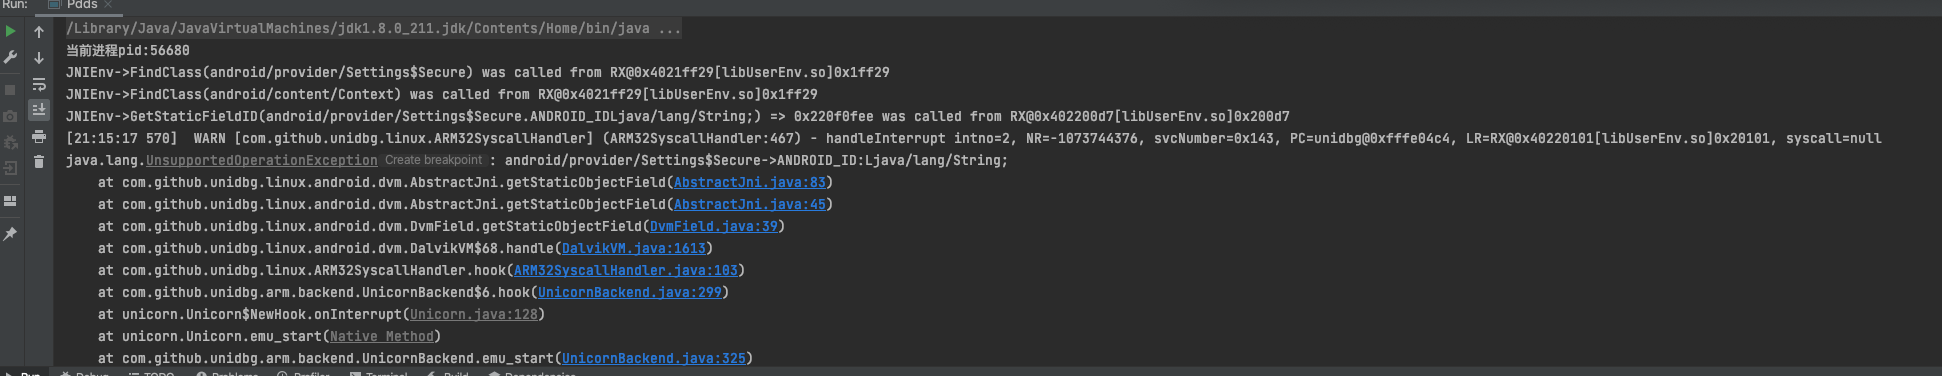 Run: Pdds ×
/Library/Java/JavaVirtualMachines/jdk1.8.0_211.jdk/Contents/Home/bin/java ...
当前进程pid:56680
JNIEnv->FindClass(android/provider/Settings$Secure) was called from RX@0x4021ff29[libUserEnv.so]0x1ff29
JNIEnv->FindClass(android/content/Context) was called from RX@0x4021ff29[libUserEnv.so]0x1ff29
JNIEnv->GetStaticFieldID(android/provider/Settings$Secure.ANDROID_IDLjava/lang/String;) => 0x220f0fee was called from RX@0x402200d7[libUserEnv.so]0x200d7
[21:15:17 570]  WARN [com.github.unidbg.linux.ARM32SyscallHandler] (ARM32SyscallHandler:467) - handleInterrupt intno=2, NR=-1073744376, svcNumber=0x143, PC=unidbg@0xfffe04c4, LR=RX@0x40220101[libUserEnv.so]0x20101, syscall=null
java.lang.UnsupportedOperationException Create breakpoint : android/provider/Settings$Secure->ANDROID_ID:Ljava/lang/String;
at com.github.unidbg.linux.android.dvm.AbstractJni.getStaticObjectField(AbstractJni.java:83)
at com.github.unidbg.linux.android.dvm.AbstractJni.getStaticObjectField(AbstractJni.java:45)
at com.github.unidbg.linux.android.dvm.DvmField.getStaticObjectField(DvmField.java:39)
at com.github.unidbg.linux.android.dvm.DalvikVM$68.handle(DalvikVM.java:1613)
at com.github.unidbg.linux.ARM32SyscallHandler.hook(ARM32SyscallHandler.java:103)
at com.github.unidbg.arm.backend.UnicornBackend$6.hook(UnicornBackend.java:299)
at unicorn.Unicorn$NewHook.onInterrupt(Unicorn.java:128)
at unicorn.Unicorn.emu_start(Native Method)
at com.github.unidbg.arm.backend.UnicornBackend.emu_start(UnicornBackend.java:325)
Run Debug TODO Problems Profiler Terminal Build Dependencies